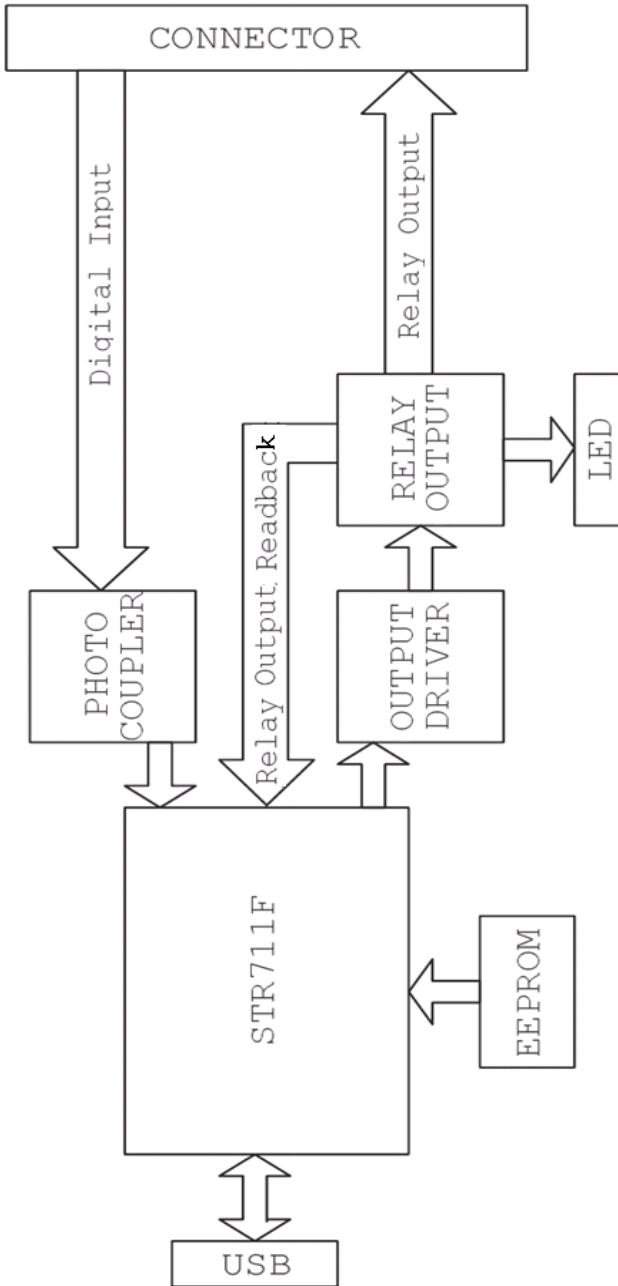 CONNECTOR
Digital Input
Relay Output
RELAY
OUTPUT
LED
Relay Output Readback
PHOTO
COUPLER
OUTPUT
DRIVER
STR711F
EEPROM
USB